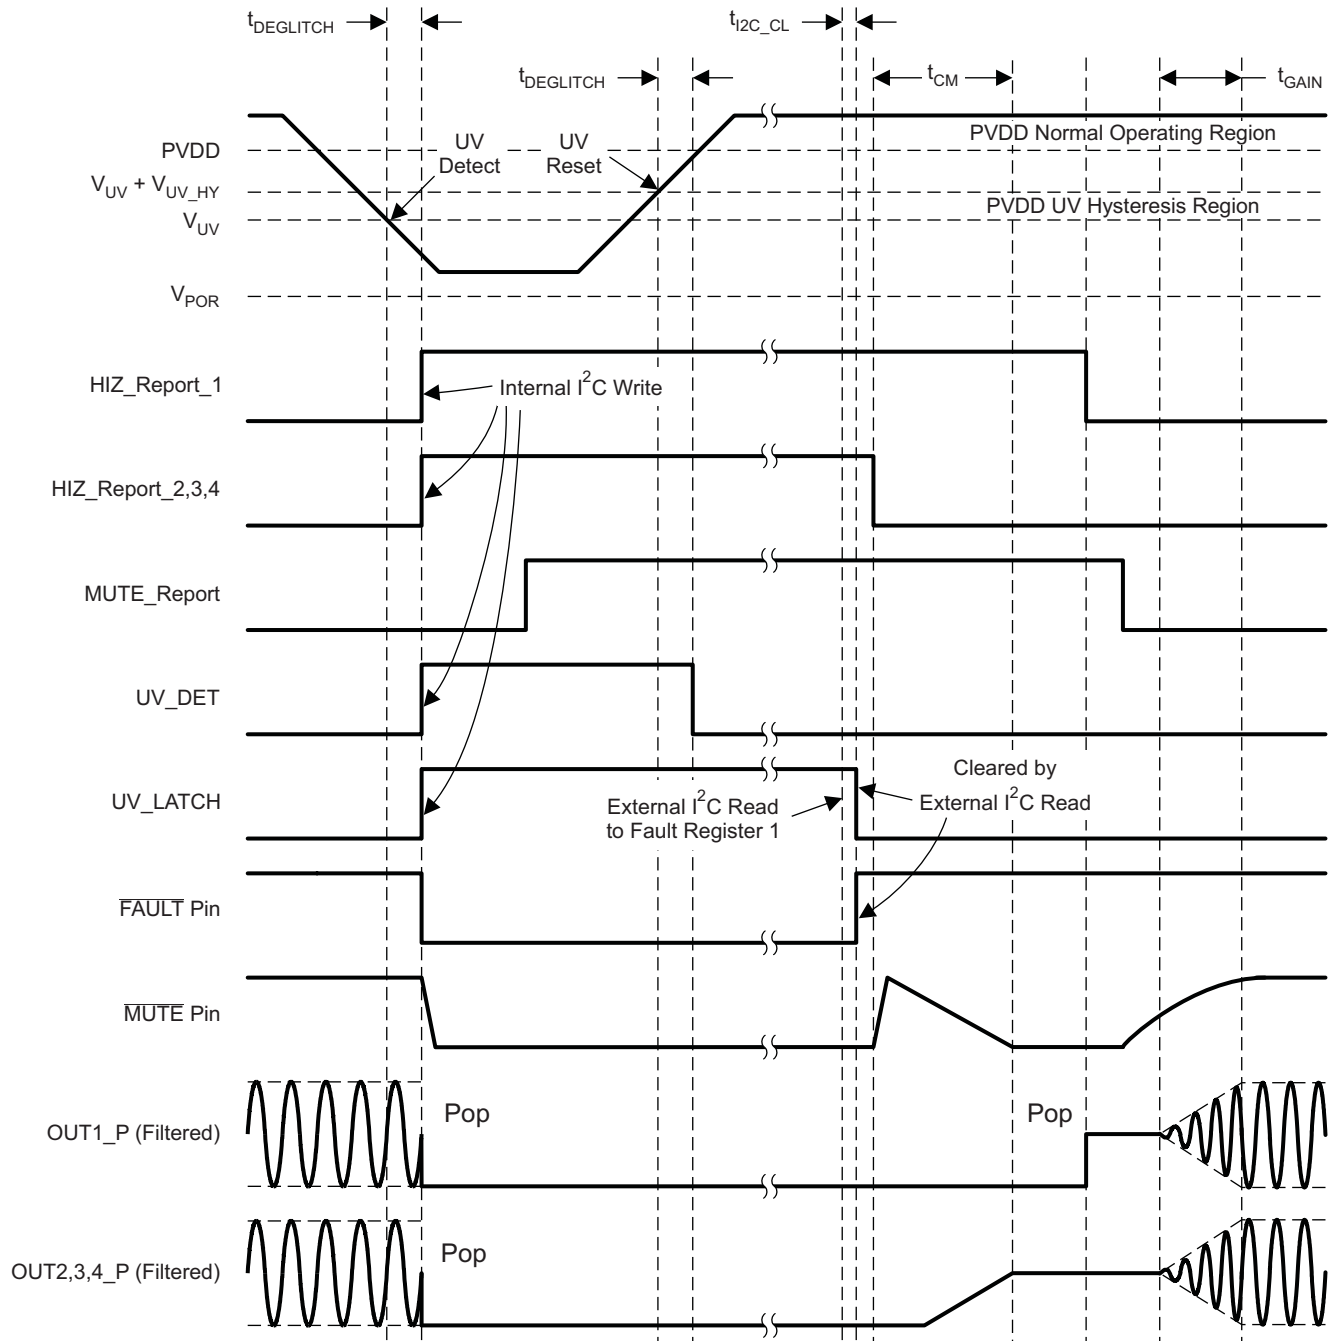 tDEGLITCH
tI2C_CL
tDEGLITCH
tCM
tGAIN
PVDD
UV
Detect
UV
Reset
PVDD Normal Operating Region
VUV + VUV_HY
VUV
PVDD UV Hysteresis Region
VPOR
HIZ_Report_1
Internal I2C Write
HIZ_Report_2,3,4
MUTE_Report
UV_DET
UV_LATCH
External I2C Read
to Fault Register 1
Cleared by
External I2C Read
FAULT Pin
MUTE Pin
OUT1_P (Filtered)
Pop
Pop
OUT2,3,4_P (Filtered)
Pop